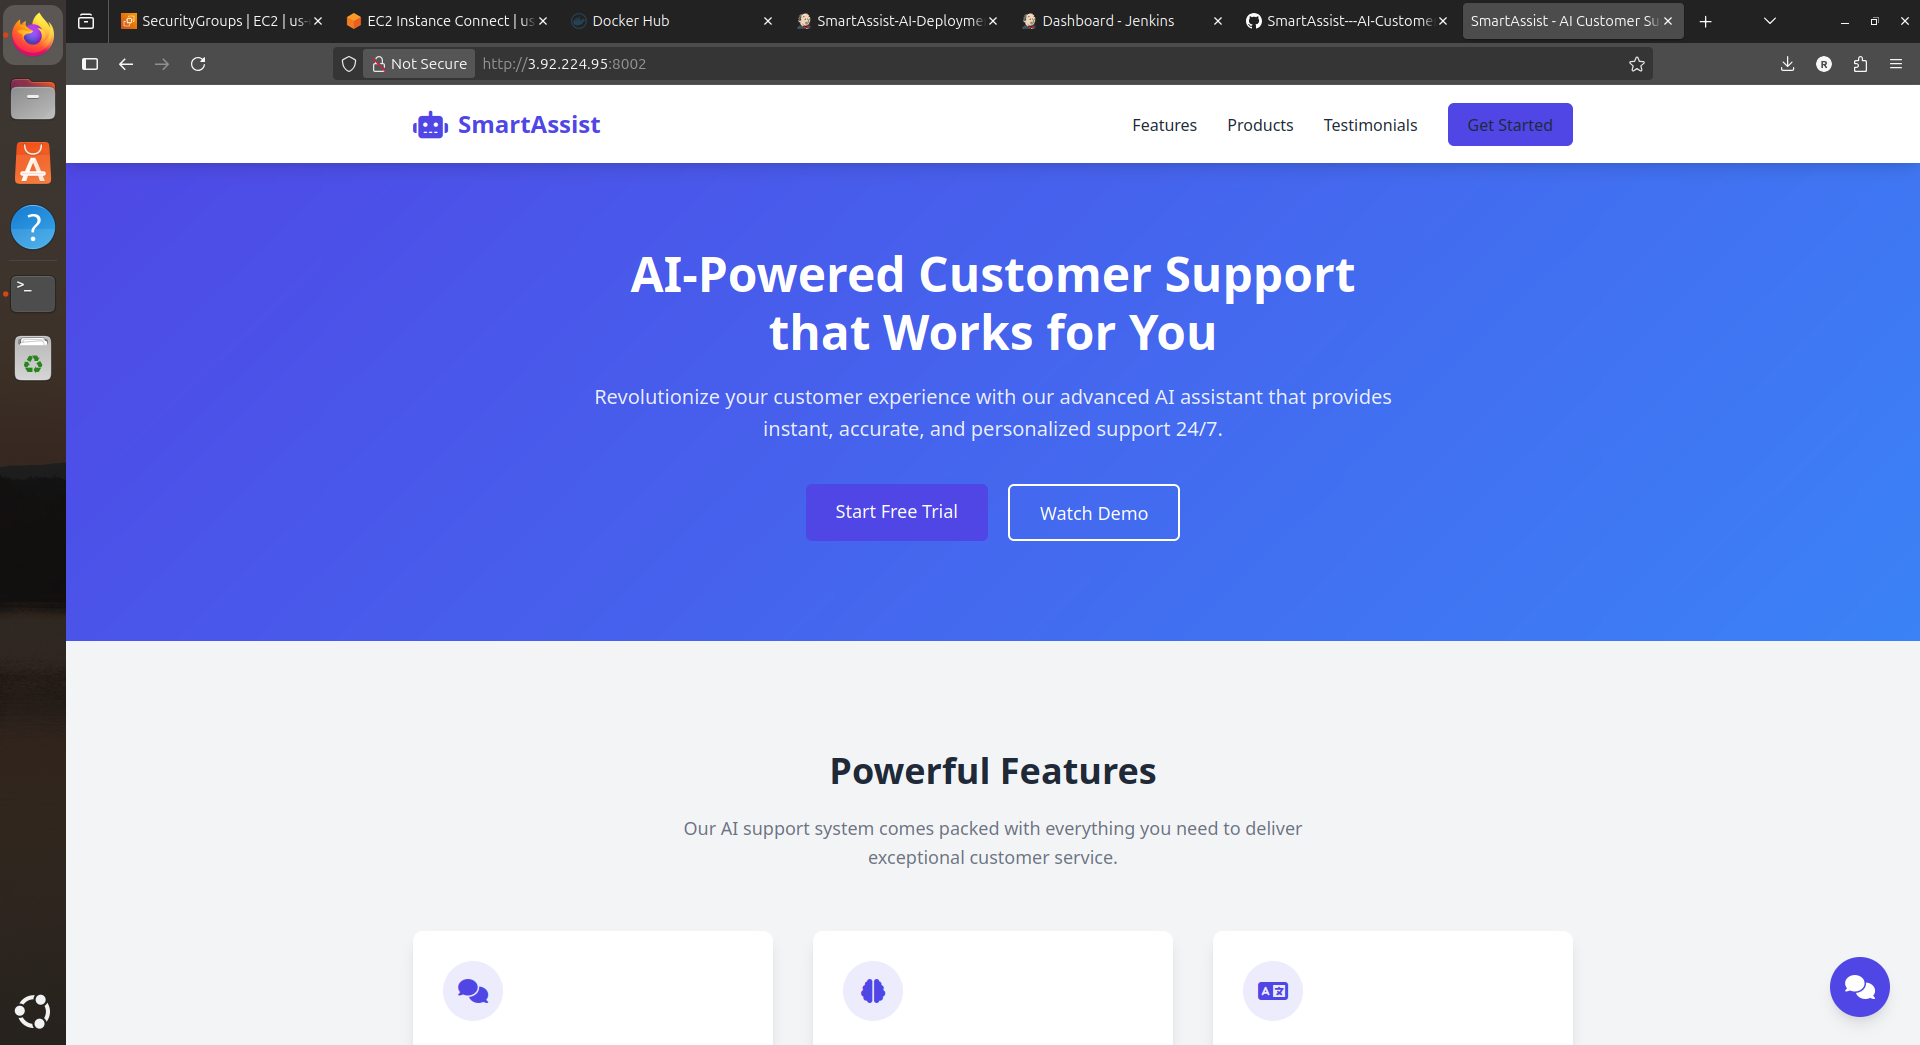 SecurityGroups | EC2 | us-
EC2 Instance Connect | us
Docker Hub
SmartAssist-AI-Deployme
Dashboard - Jenkins
SmartAssist---AI-Custome
SmartAssist - AI Customer Su
Not Secure
http://3.92.224.95:8002
R
SmartAssist
Features
Products
Testimonials
Get Started
AI-Powered Customer Support
that Works for You
Revolutionize your customer experience with our advanced AI assistant that provides
instant, accurate, and personalized support 24/7.
Start Free Trial
Watch Demo
Powerful Features
Our AI support system comes packed with everything you need to deliver
exceptional customer service.